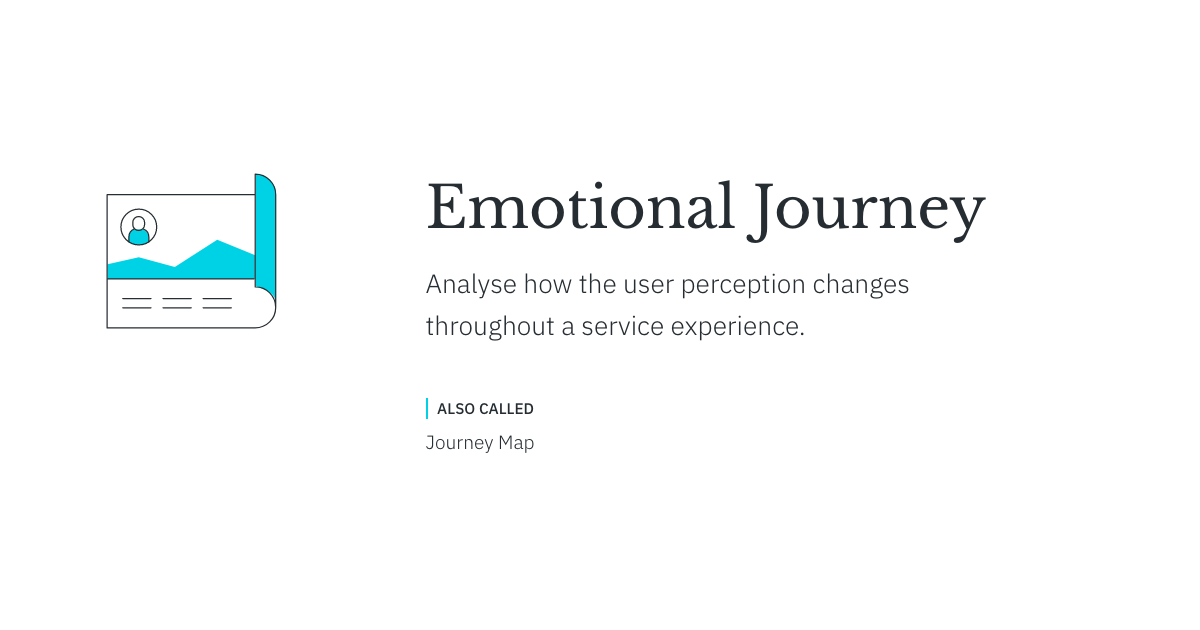 Emotional Journey
Analyse how the user perception changes
throughout a service experience.
ALSO CALLED
Journey Map